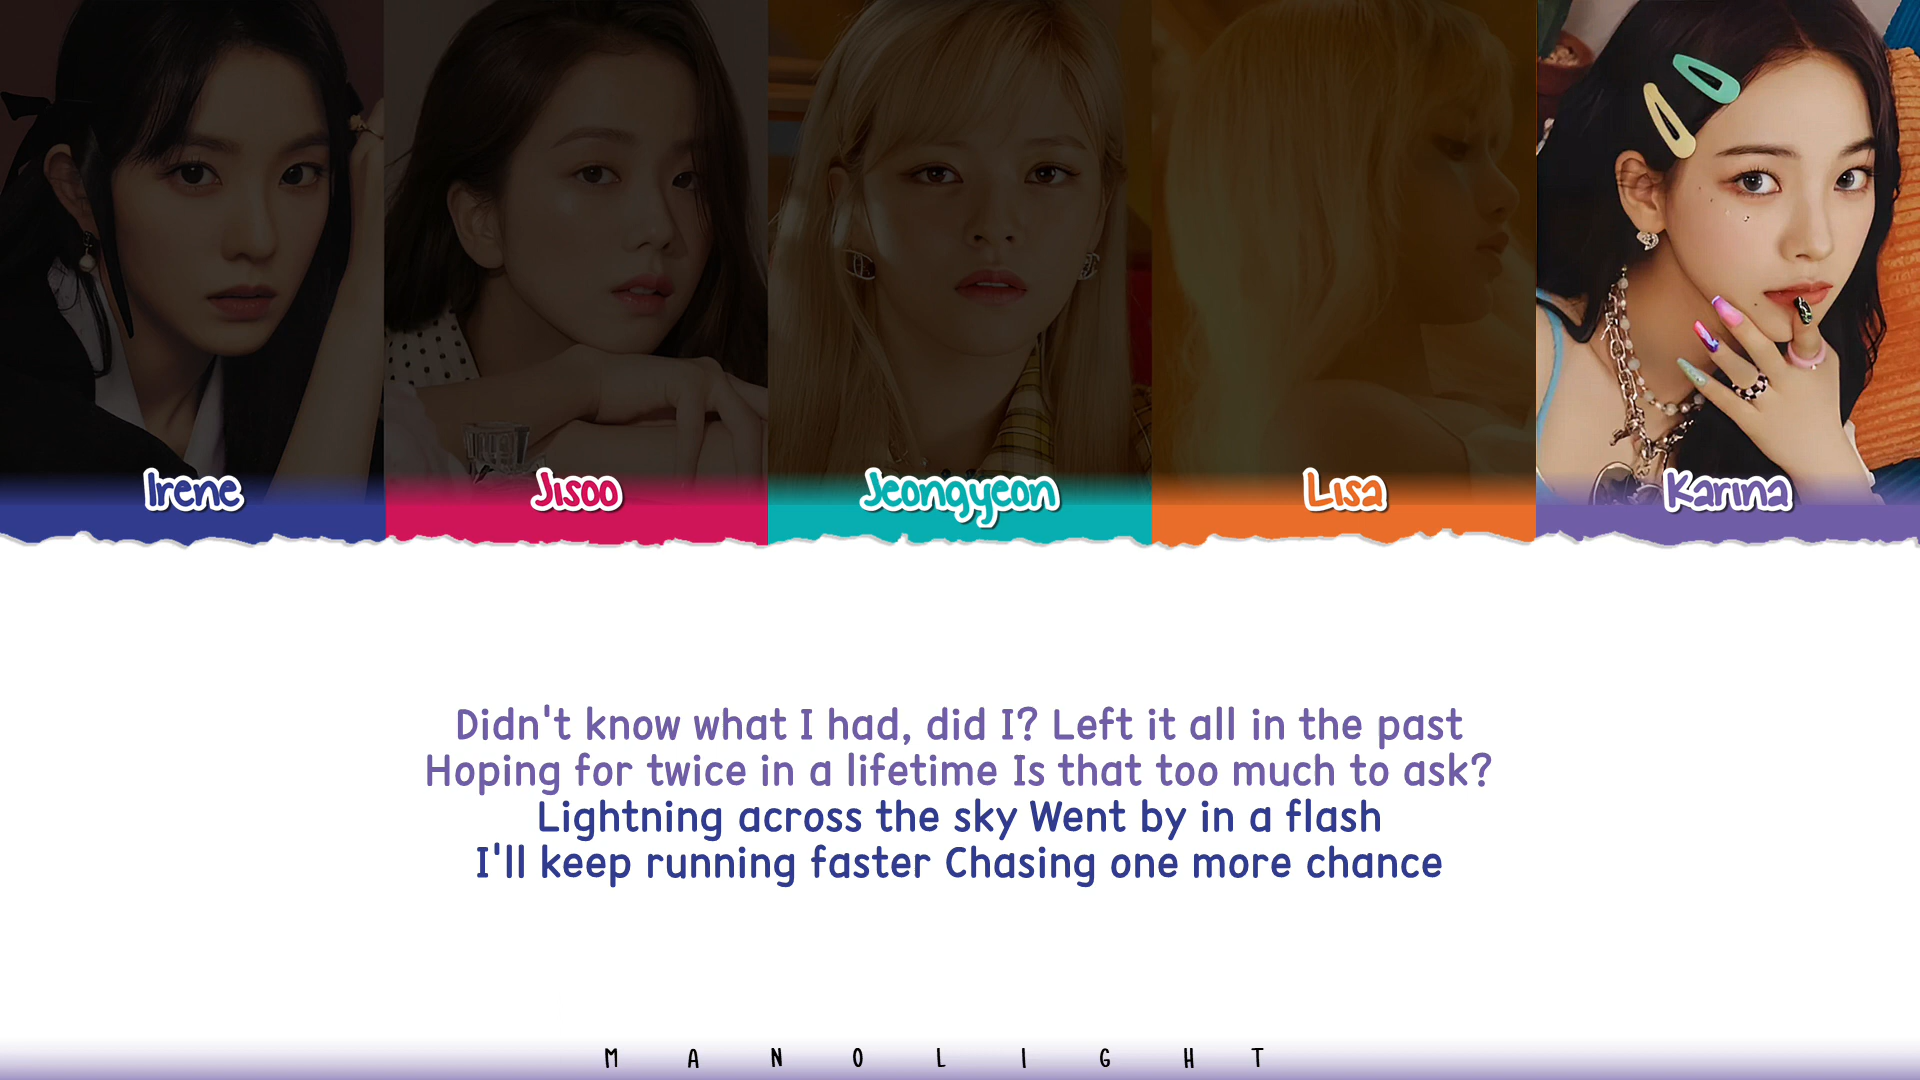 Irene
Jisoo
Jeongyeon
Lisa
Karina
Didn't know what I had, did I? Left it all in the past
Hoping for twice in a lifetime Is that too much to ask?
Lightning across the sky Went by in a flash
I'll keep running faster Chasing one more chance
MANOLIGHT